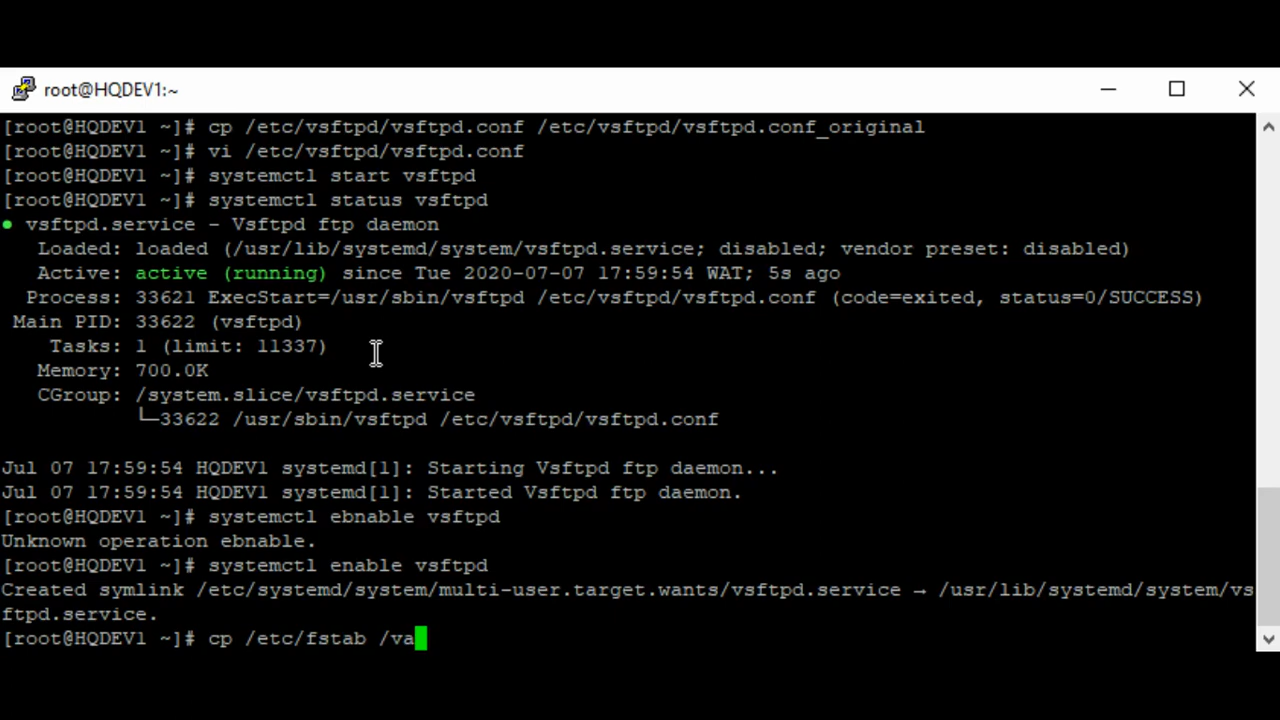 root@HQDEV1:~
[root@HQDEV1 ~]# cp /etc/vsftpd/vsftpd.conf /etc/vsftpd/vsftpd.conf_original
[root@HQDEV1 ~]# vi /etc/vsftpd/vsftpd.conf
[root@HQDEV1 ~]# systemctl start vsftpd
[root@HQDEV1 ~]# systemctl status vsftpd
● vsftpd.service - Vsftpd ftp daemon
   Loaded: loaded (/usr/lib/systemd/system/vsftpd.service; disabled; vendor preset: disabled)
   Active: active (running) since Tue 2020-07-07 17:59:54 WAT; 5s ago
  Process: 33621 ExecStart=/usr/sbin/vsftpd /etc/vsftpd/vsftpd.conf (code=exited, status=0/SUCCESS)
 Main PID: 33622 (vsftpd)
    Tasks: 1 (limit: 11337)
   Memory: 700.0K
   CGroup: /system.slice/vsftpd.service
           └─33622 /usr/sbin/vsftpd /etc/vsftpd/vsftpd.conf
Jul 07 17:59:54 HQDEV1 systemd[1]: Starting Vsftpd ftp daemon...
Jul 07 17:59:54 HQDEV1 systemd[1]: Started Vsftpd ftp daemon.
[root@HQDEV1 ~]# systemctl ebnable vsftpd
Unknown operation ebnable.
[root@HQDEV1 ~]# systemctl enable vsftpd
Created symlink /etc/systemd/system/multi-user.target.wants/vsftpd.service → /usr/lib/systemd/system/vs
ftpd.service.
[root@HQDEV1 ~]# cp /etc/fstab /va